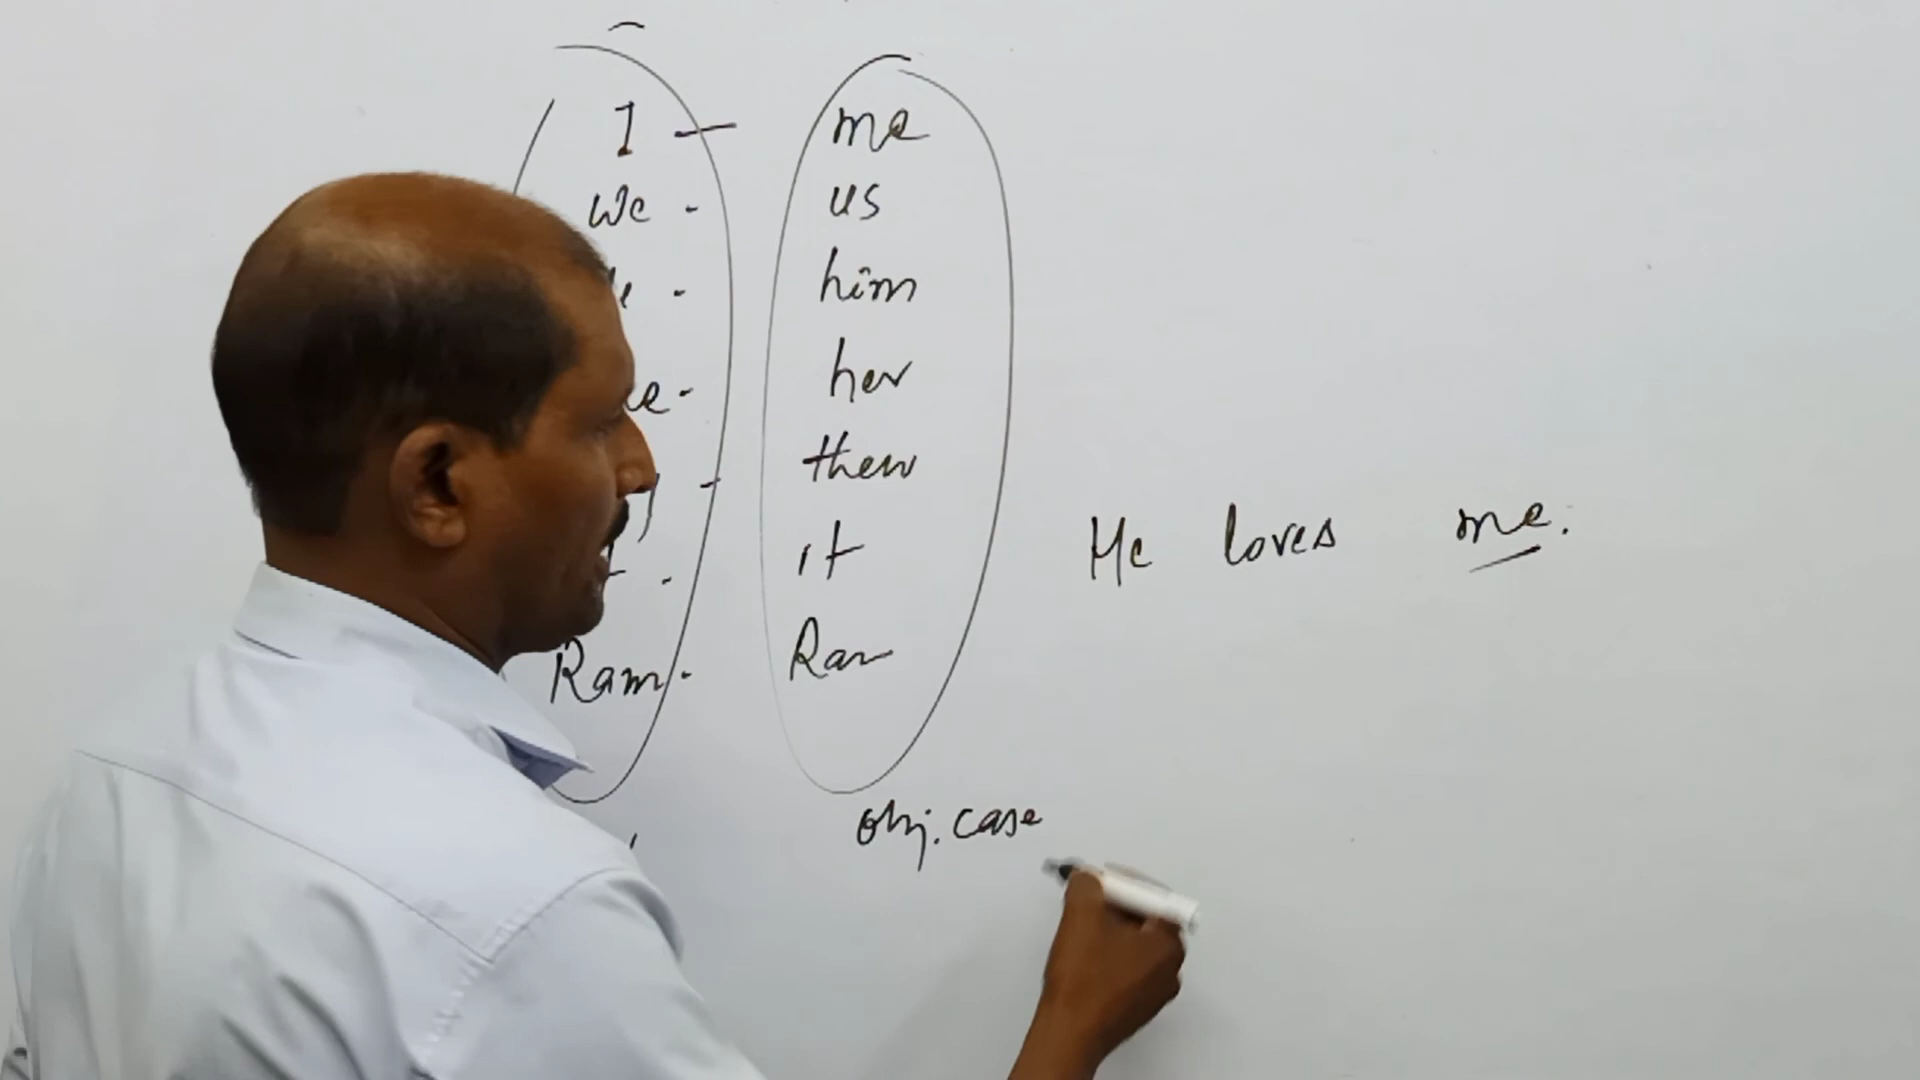 I — me
We - us
- him
- her
- them
- it
He loves me.
Ram - Ram
obj. case